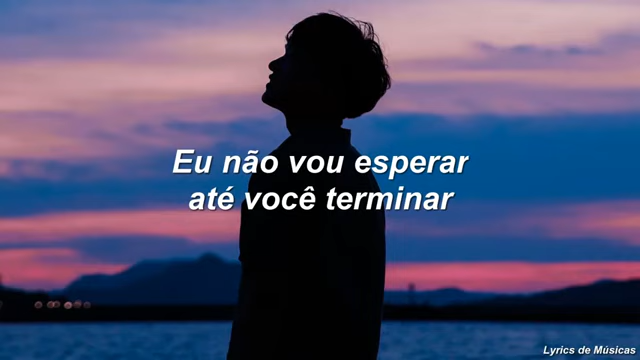 Eu não vou esperar
até você terminar
Lyrics de Músicas